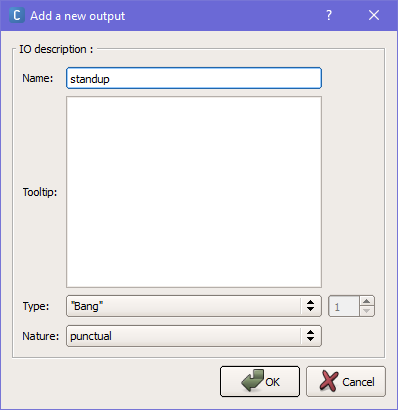 C Add a new output ? ×
IO description :
Name: standup
Tooltip:
Type: "Bang" 1
Nature: punctual
OK Cancel